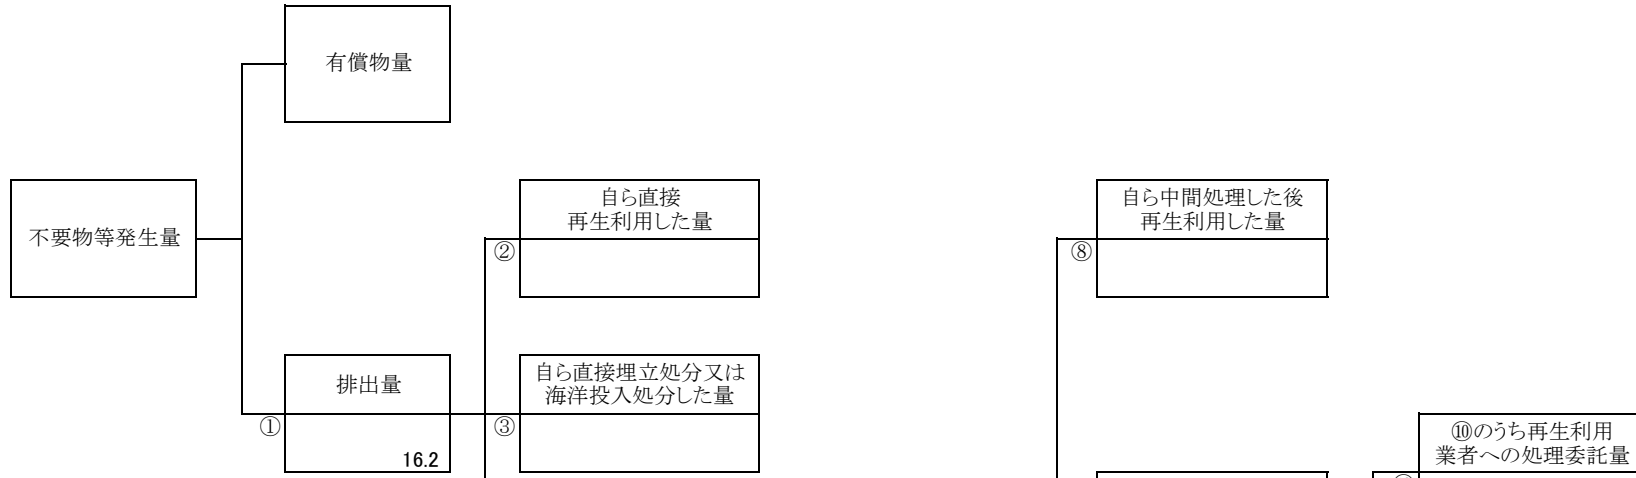 有償物量
不要物等発生量
自ら直接
再生利用した量
②
自ら中間処理した後
再生利用した量
⑧
排出量
①
16.2
自ら直接埋立処分又は
海洋投入処分した量
③
⑩のうち再生利用
業者への処理委託量